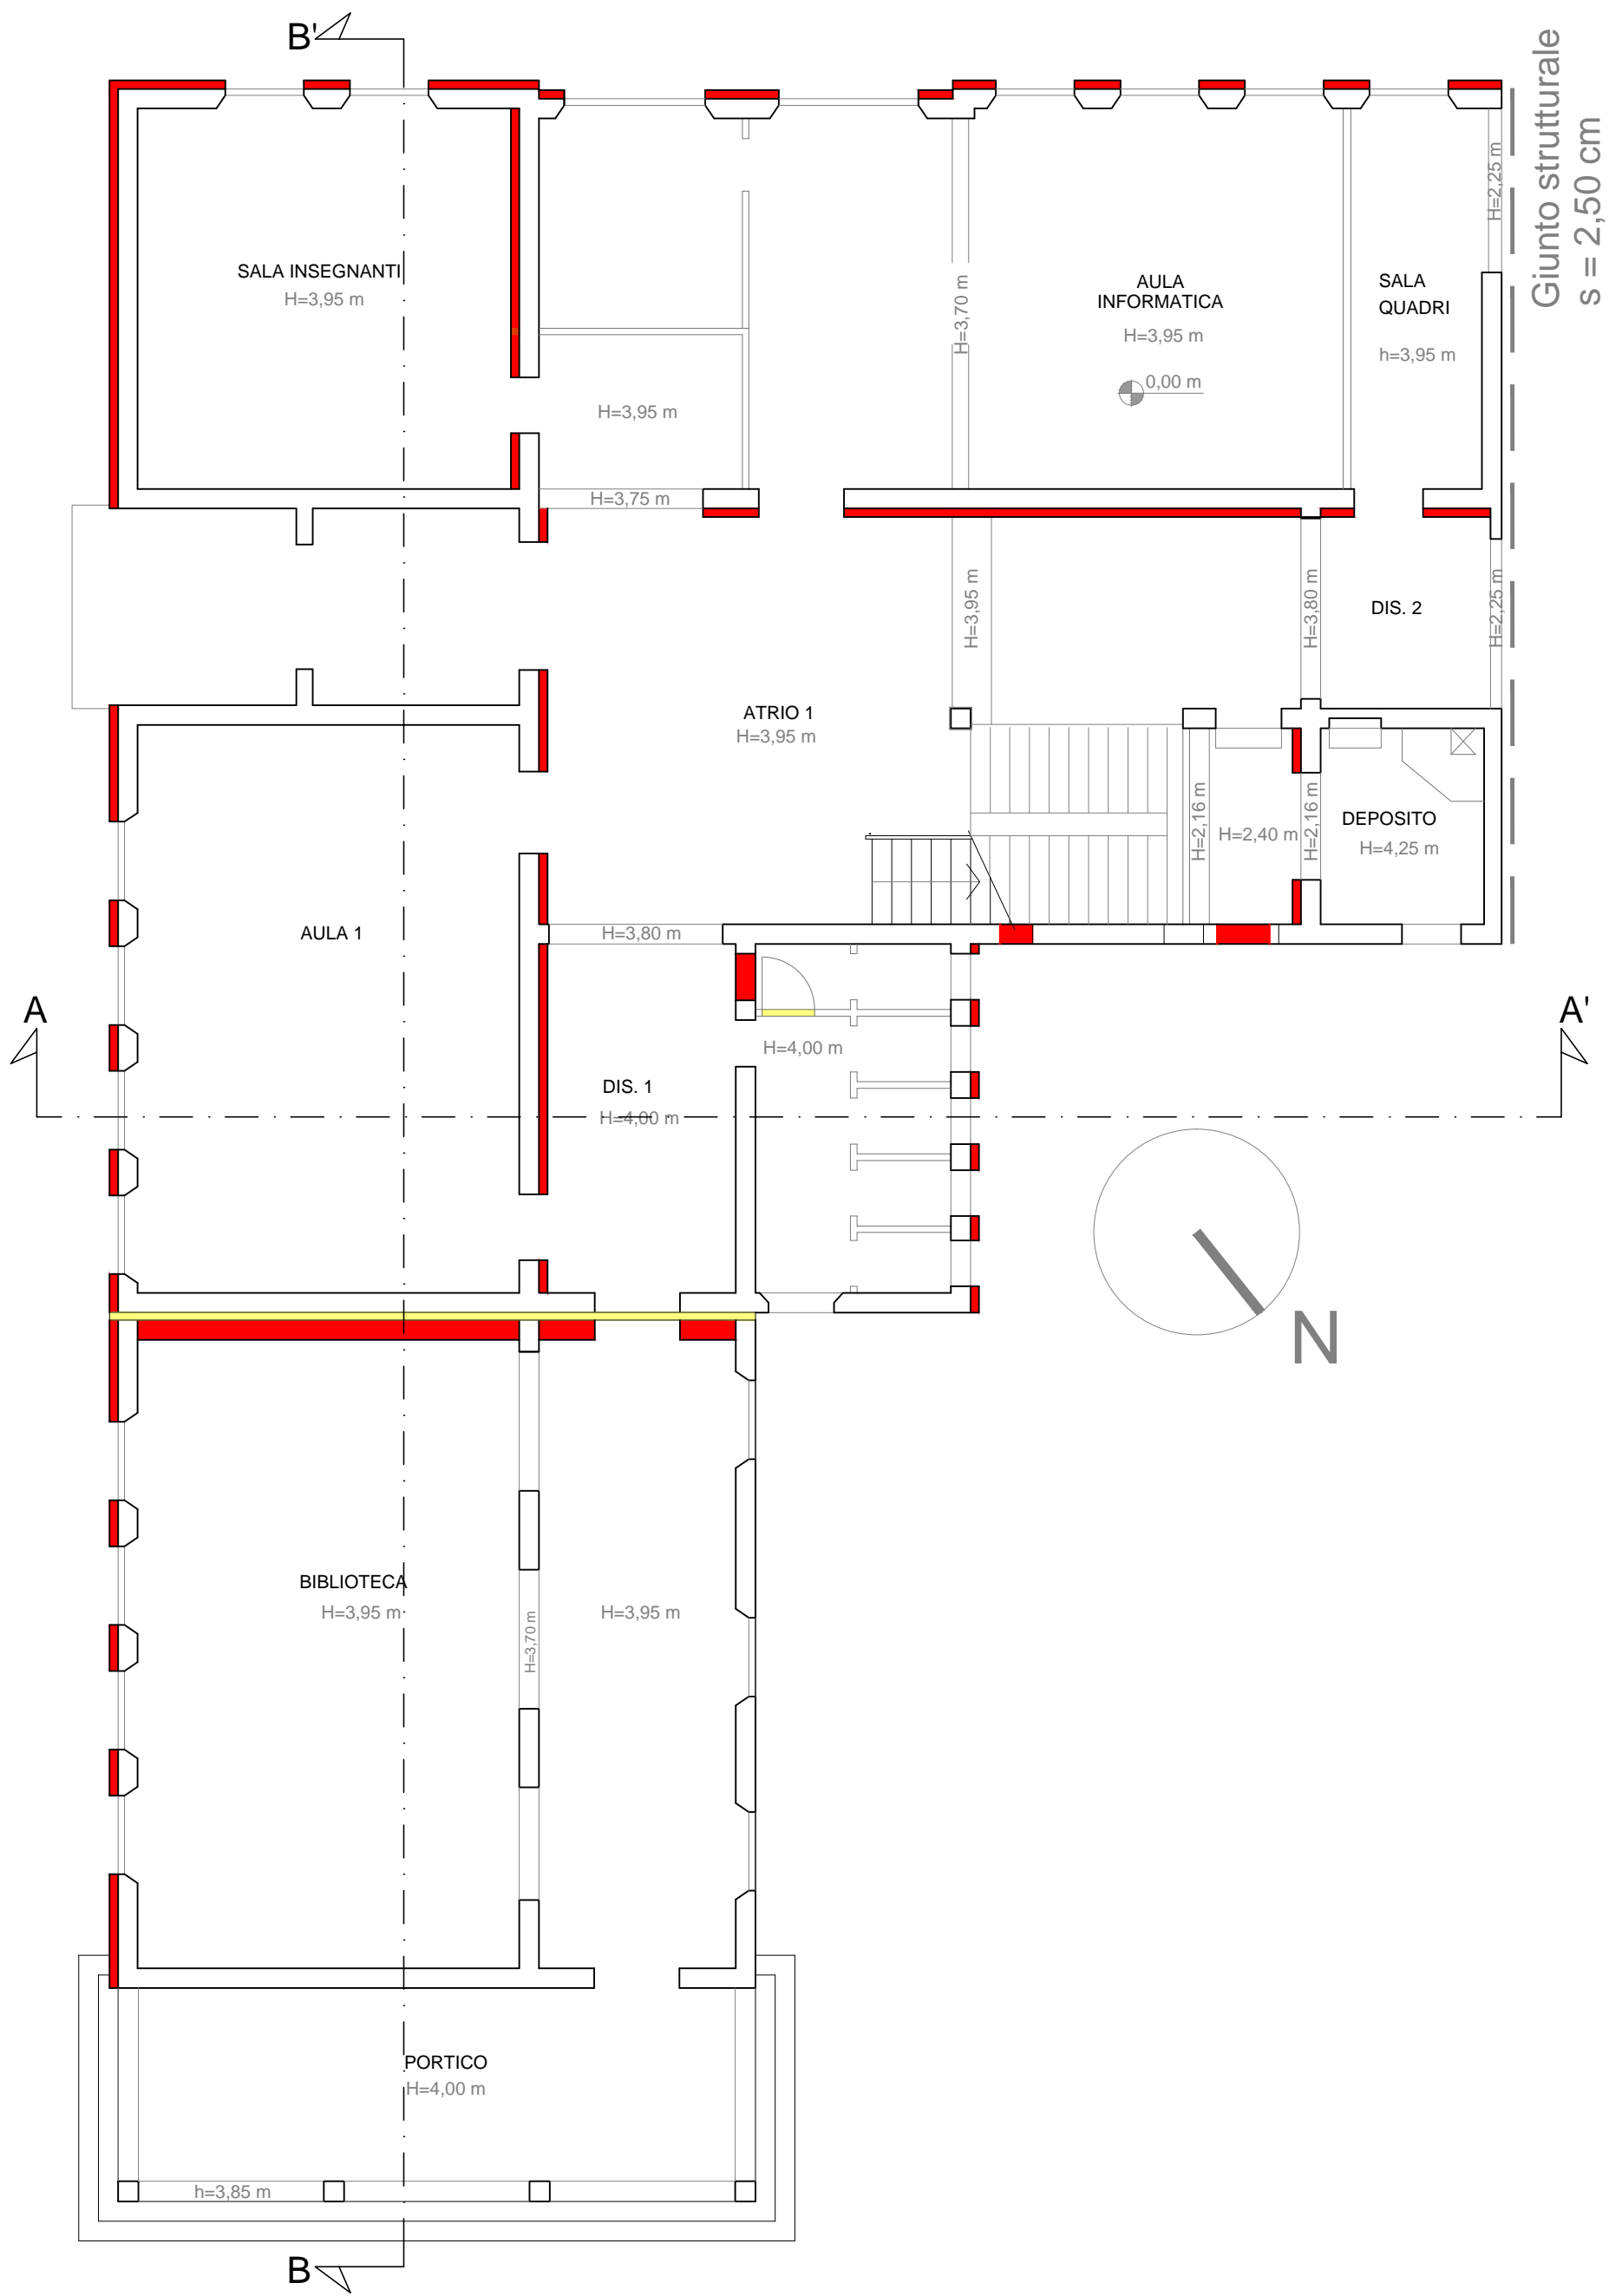 B'
Giunto strutturale
s = 2,50 cm
H=2,25 m
SALA INSEGNANTI
H=3,95 m
H=3,70 m
AULA
INFORMATICA
H=3,95 m
0,00 m
SALA
QUADRI
h=3,95 m
H=3,95 m
H=3,75 m
H=3,95 m
H=3,80 m
DIS. 2
H=2,25 m
ATRIO 1
H=3,95 m
H=2,16 m
H=2,40 m
H=2,16 m
DEPOSITO
H=4,25 m
AULA 1
H=3,80 m
A
A'
H=4,00 m
DIS. 1
H=4,00 m
N
BIBLIOTECA
H=3,95 m
H=3,70 m
H=3,95 m
PORTICO
H=4,00 m
h=3,85 m
B